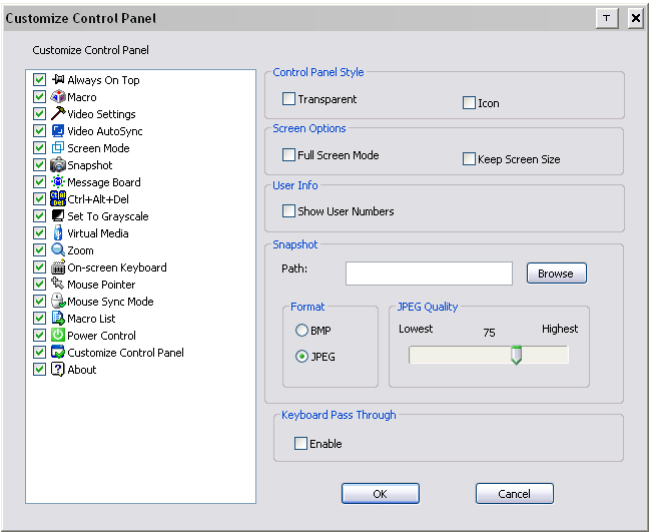 Customize Control Panel
T
X
Customize Control Panel
Always On Top
Macro
Video Settings
Video AutoSync
Screen Mode
Snapshot
Message Board
Ctrl+Alt+Del
Set To Grayscale
Virtual Media
Zoom
On-screen Keyboard
Mouse Pointer
Mouse Sync Mode
Macro List
Power Control
Customize Control Panel
About
Control Panel Style
Transparent
Icon
Screen Options
Full Screen Mode
Keep Screen Size
User Info
Show User Numbers
Snapshot
Path:
Browse
Format
BMP
JPEG
JPEG Quality
Lowest 75 Highest
Keyboard Pass Through
Enable
OK
Cancel